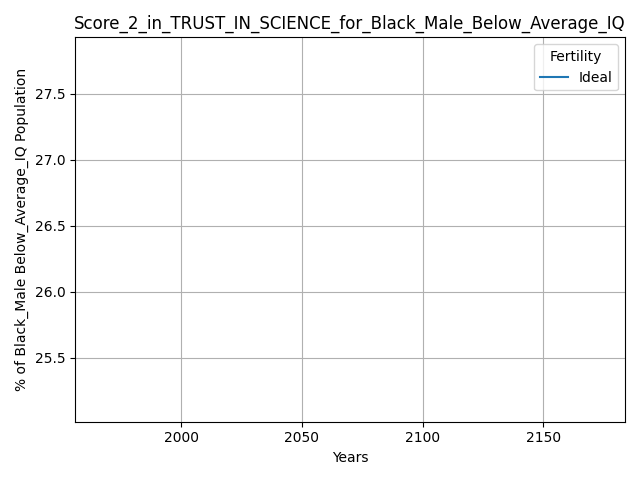 Score_2_in_TRUST_IN_SCIENCE_for_Black_Male_Below_Average_IQ
Fertility
Ideal
% of Black_Male Below_Average_IQ Population
27.5
27.0
26.5
26.0
25.5
2000 2050 2100 2150
Years